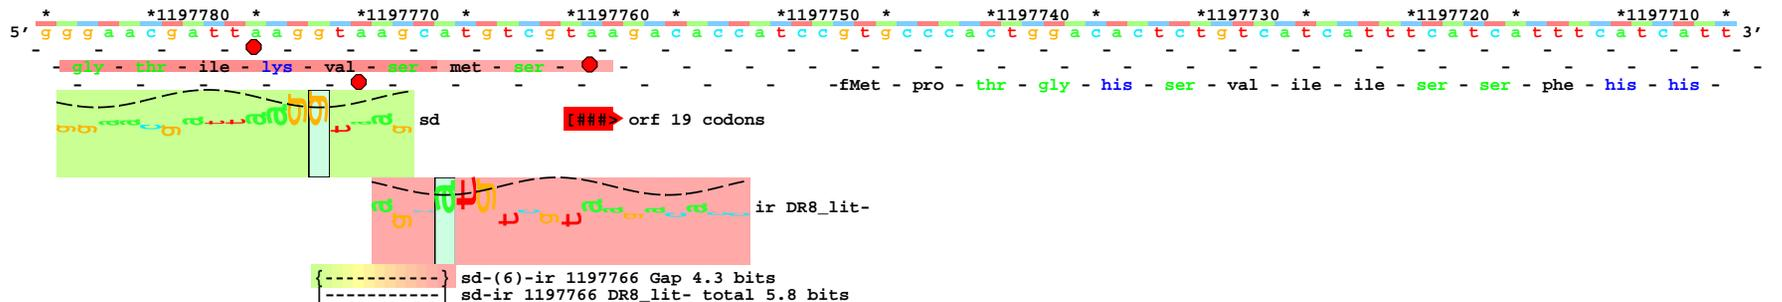 * *1197780 * *1197770 * *1197760 * *1197750 * *1197740 * *1197730 * *1197720 * *1197710 *
5' g g g a a c g a t t a a g g t a a g c a t g t c g t a a g a c a c c a t c c g t g c c c a c t g g a c a c t c t g t c a t c a t t t c a t c a t t t c a t c a t t 3'
- gly - thr - ile - lys - val - ser - met - ser -
-fMet - pro - thr - gly - his - ser - val - ile - ile - ser - ser - phe - his - his -
g g a a c g a t t a a g g t a a g
sd
[###> orf 19 codons
a g c a t g t c g t a a g a c a c c
ir DR8_lit-
{-----------} sd-(6)-ir 1197766 Gap 4.3 bits
|-----------| sd-ir 1197766 DR8_lit- total 5.8 bits